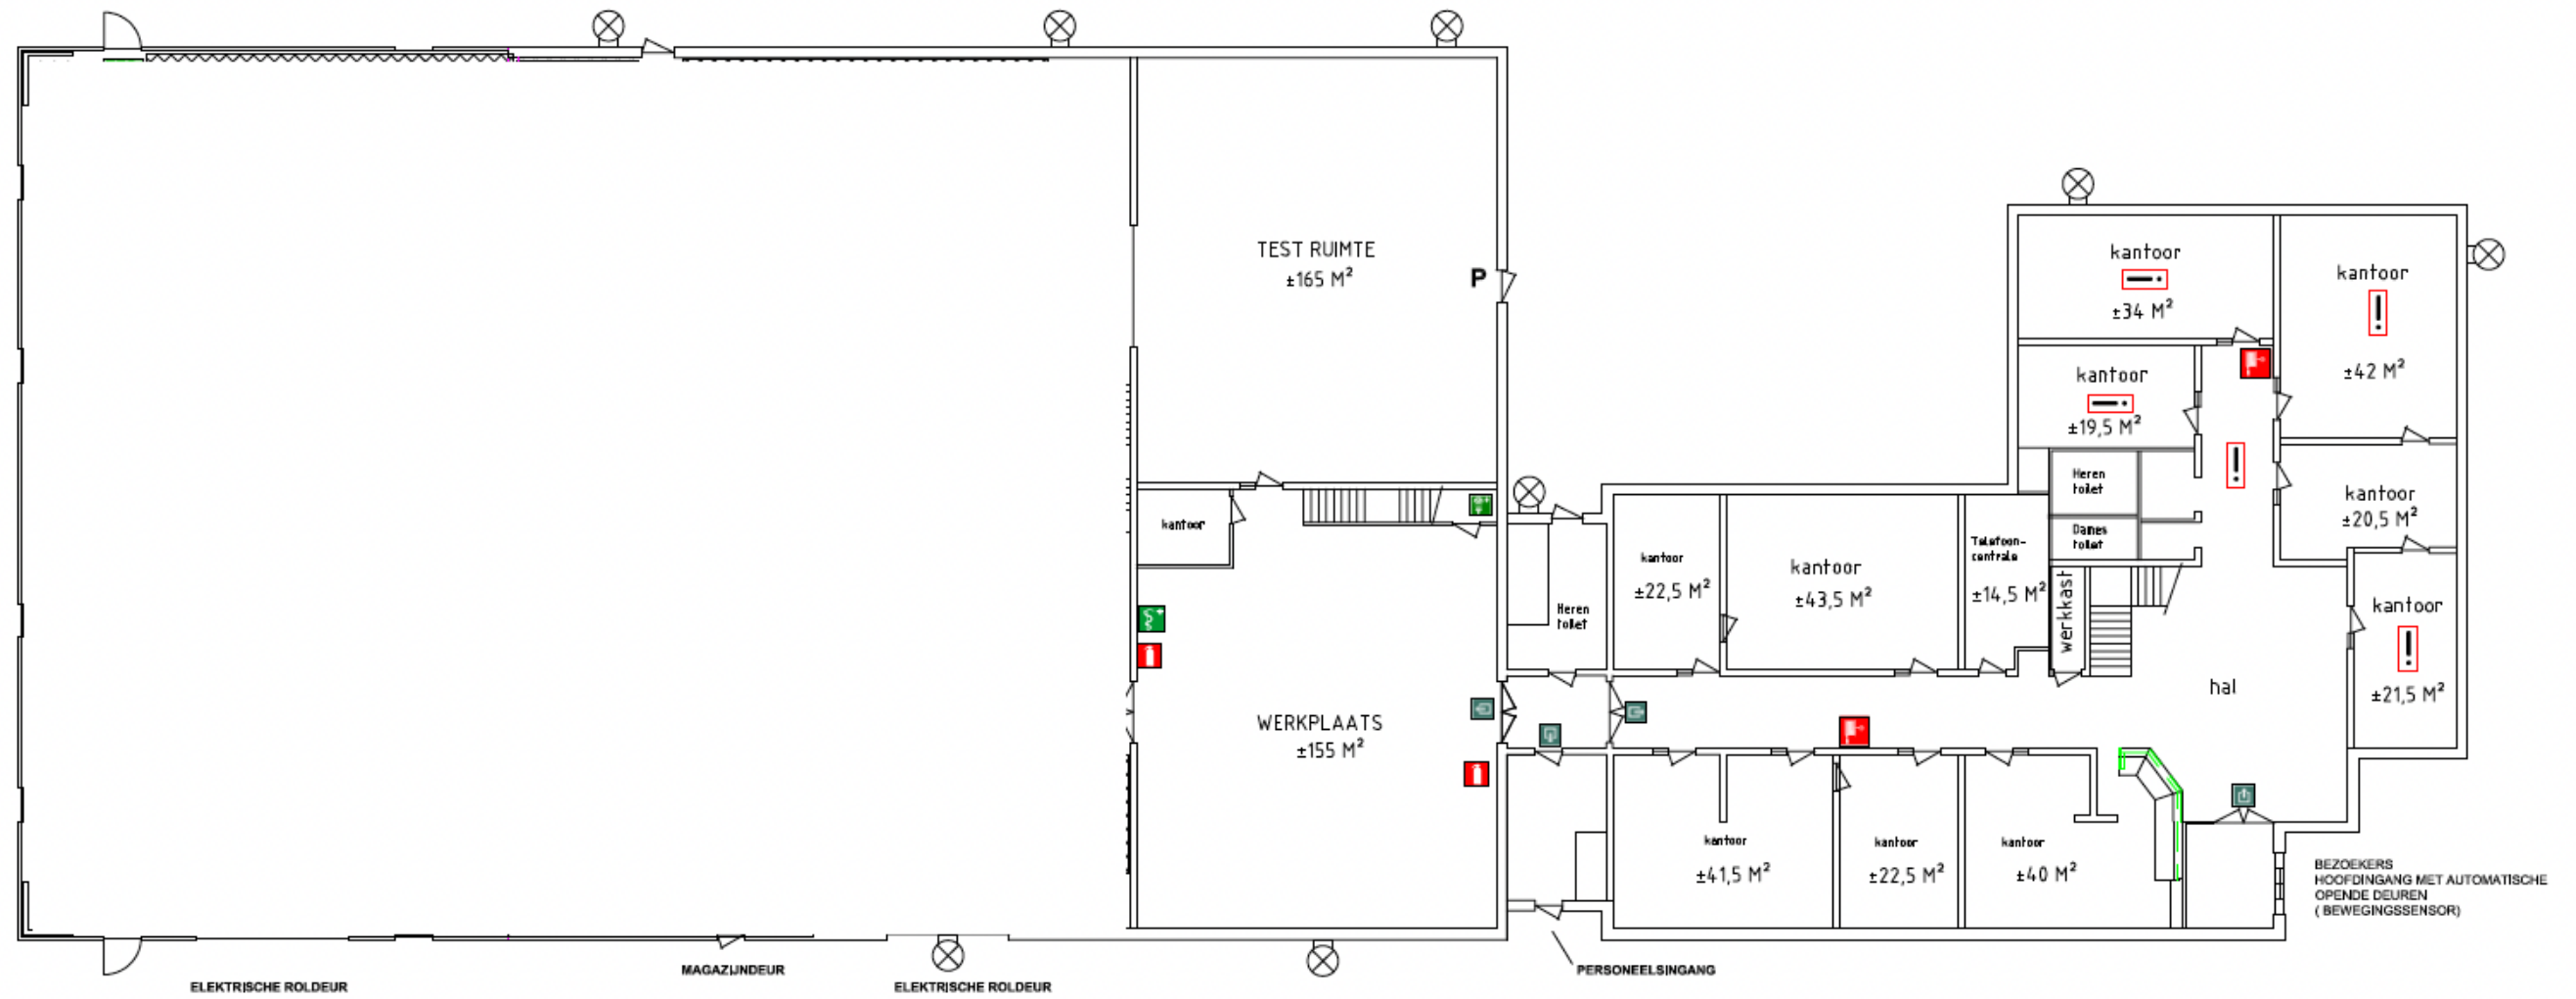 TEST RUIMTE
±165 M²
P
kantoor
±34 M²
kantoor
±42 M²
kantoor
±19,5 M²
Heren
toilet
Dames
toilet
kantoor
±20,5 M²
kantoor
kantoor
±22,5 M²
kantoor
±43,5 M²
Telefoon-
centrale
±14,5 M²
werkkast
Heren
toilet
kantoor
±21,5 M²
hal
WERKPLAATS
±155 M²
kantoor
±41,5 M²
kantoor
±22,5 M²
kantoor
±40 M²
BEZOEKERS
HOOFDINGANG MET AUTOMATISCHE
OPENDE DEUREN
( BEWEGINGSSENSOR)
ELEKTRISCHE ROLDEUR
MAGAZIJNDEUR
ELEKTRISCHE ROLDEUR
PERSONEELSINGANG